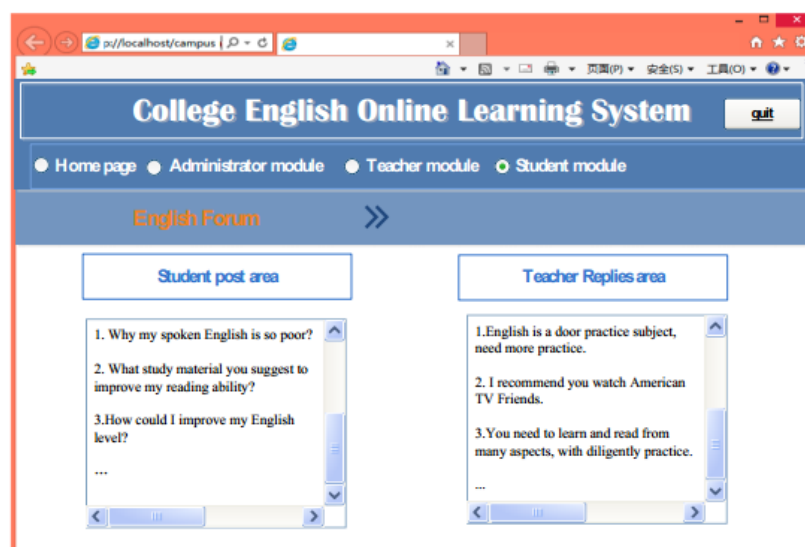 p://localhost/campus
页面(P)
安全(S)
工具(O)
College English Online Learning System
quit
Home page
Administrator module
Teacher module
Student module
English Forum
Student post area
Teacher Replies area
1. Why my spoken English is so poor?
2. What study material you suggest to
improve my reading ability?
3.How could I improve my English
level?
...
1.English is a door practice subject,
need more practice.
2. I recommend you watch American
TV Friends.
3.You need to learn and read from
many aspects, with diligently practice.
...